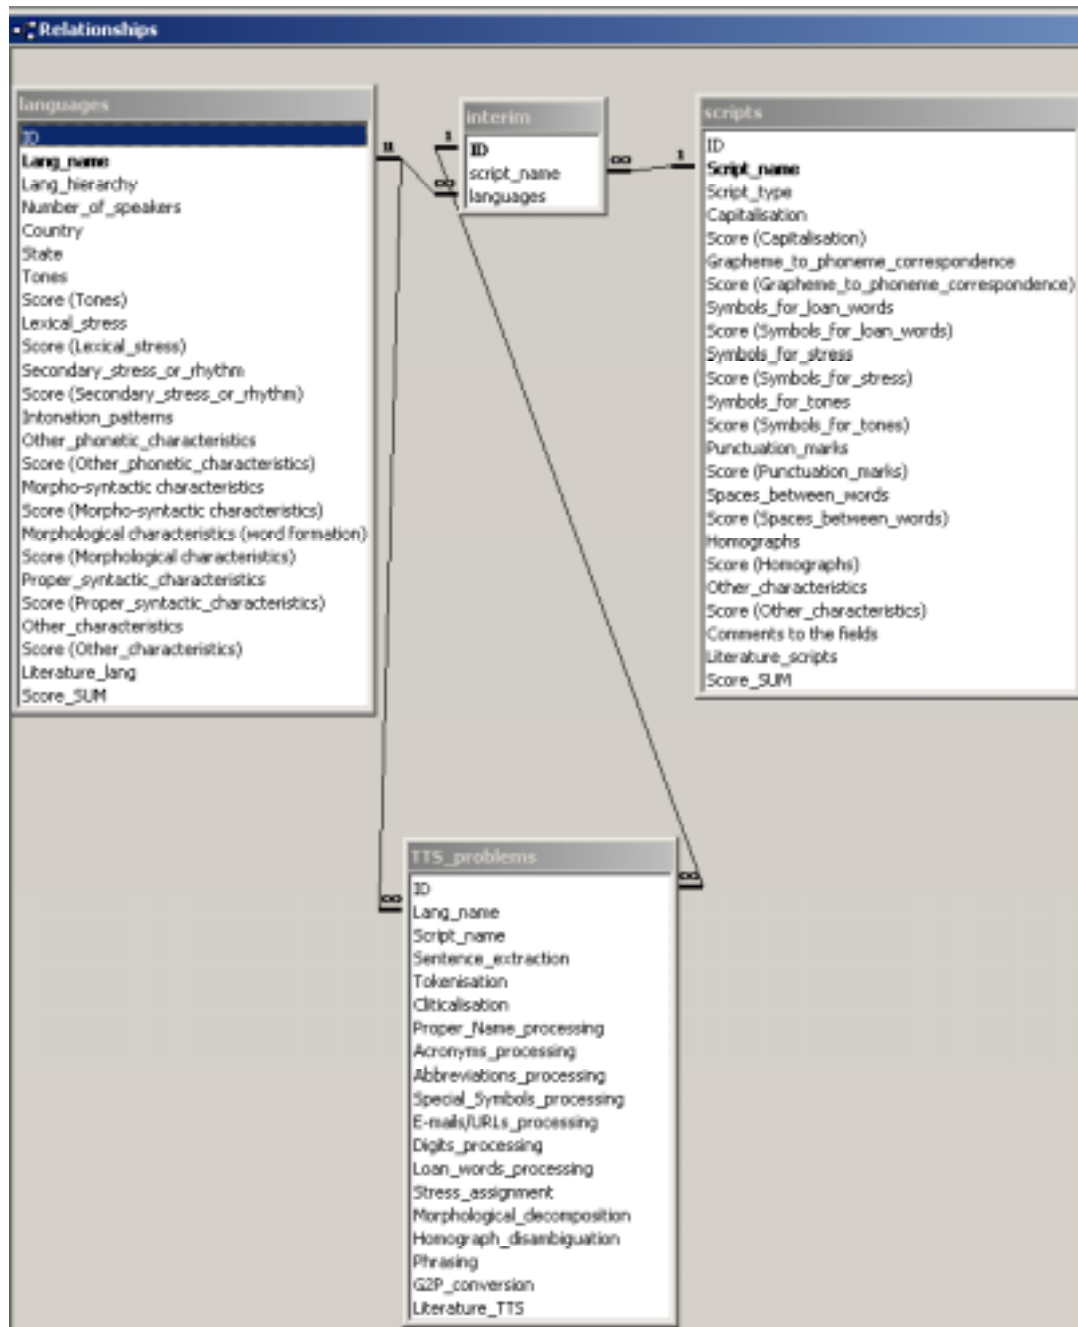 Relationships
languages
ID
Lang_name
Lang_hierarchy
Number_of_speakers
Country
State
Tones
Score (Tones)
Lexical_stress
Score (Lexical_stress)
Secondary_stress_or_rhythm
Score (Secondary_stress_or_rhythm)
Intonation_patterns
Other_phonetic_characteristics
Score (Other_phonetic_characteristics)
Morpho-syntactic characteristics
Score (Morpho-syntactic characteristics)
Morphological characteristics (word formation)
Score (Morphological characteristics)
Proper_syntactic_characteristics
Score (Proper_syntactic_characteristics)
Other_characteristics
Score (Other_characteristics)
Literature_lang
Score_SUM
interim
ID
script_name
languages
1
∞
∞
1
scripts
ID
Script_name
Script_type
Capitalisation
Score (Capitalisation)
Grapheme_to_phoneme_correspondence
Score (Grapheme_to_phoneme_correspondence)
Symbols_for_loan_words
Score (Symbols_for_loan_words)
Symbols_for_stress
Score (Symbols_for_stress)
Symbols_for_tones
Score (Symbols_for_tones)
Punctuation_marks
Score (Punctuation_marks)
Spaces_between_words
Score (Spaces_between_words)
Homographs
Score (Homographs)
Other_characteristics
Score (Other_characteristics)
Comments to the fields
Literature_scripts
Score_SUM
TTS_problems
ID
Lang_name
Script_name
Sentence_extraction
Tokenisation
Cliticalisation
Proper_Name_processing
Acronyms_processing
Abbreviations_processing
Special_Symbols_processing
E-mails/URLs_processing
Digits_processing
Loan_words_processing
Stress_assignment
Morphological_decomposition
Homograph_disambiguation
Phrasing
G2P_conversion
Literature_TTS
∞
∞